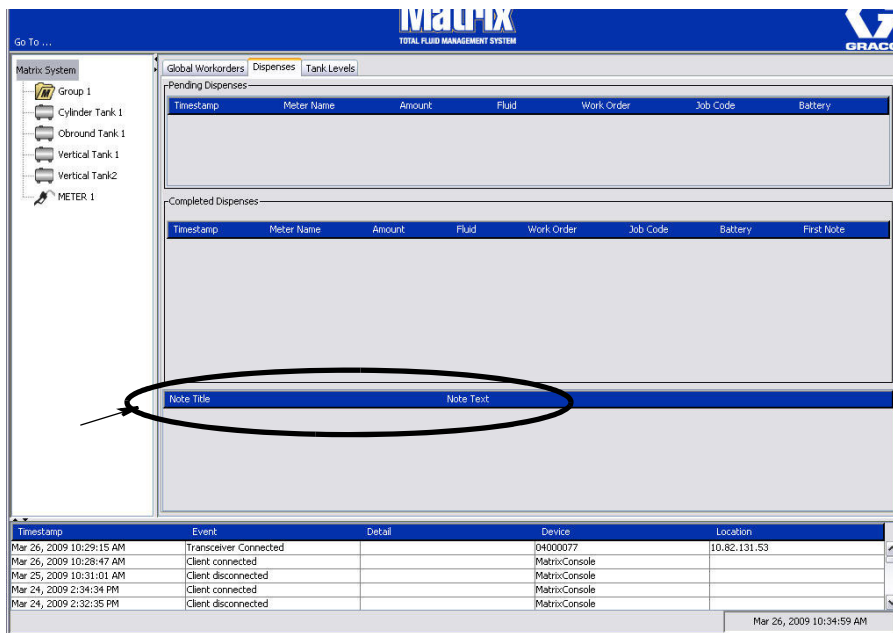 Matrix
TOTAL FLUID MANAGEMENT SYSTEM
GRACO
Go To ...
Matrix System
Group 1
Cylinder Tank 1
Obround Tank 1
Vertical Tank 1
Vertical Tank2
METER 1
Global Workorders Dispenses Tank Levels
Pending Dispenses
Timestamp Meter Name Amount Fluid Work Order Job Code Battery
Completed Dispenses
Timestamp Meter Name Amount Fluid Work Order Job Code Battery First Note
Note Title Note Text
Timestamp Event Detail Device Location
Mar 26, 2009 10:29:15 AM Transceiver Connected 04000077 10.82.131.53
Mar 26, 2009 10:28:47 AM Client connected MatrixConsole
Mar 25, 2009 10:31:01 AM Client disconnected MatrixConsole
Mar 24, 2009 2:34:34 PM Client connected MatrixConsole
Mar 24, 2009 2:32:35 PM Client disconnected MatrixConsole
Mar 26, 2009 10:34:59 AM